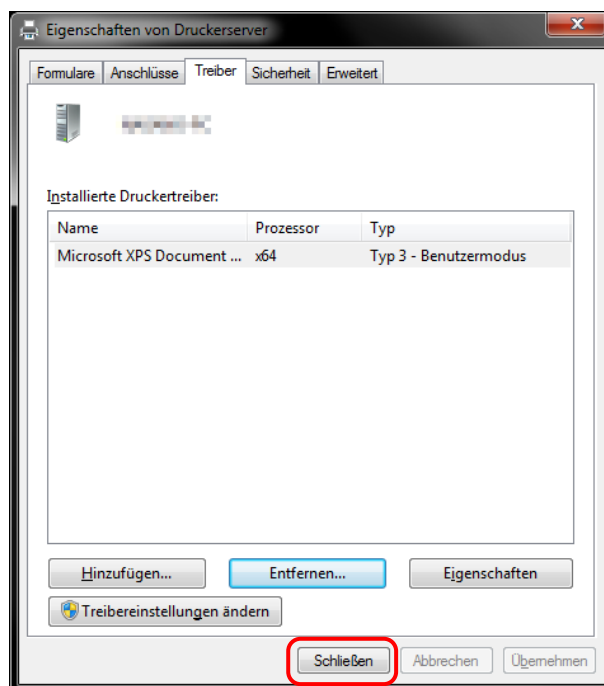 Eigenschaften von Druckerserver
Formulare Anschlüsse Treiber Sicherheit Erweitert
Installierte Druckertreiber:
Name Prozessor Typ
Microsoft XPS Document ... x64 Typ 3 - Benutzermodus
Hinzufügen... Entfernen... Eigenschaften
Treibereinstellungen ändern
Schließen Abbrechen Übernehmen